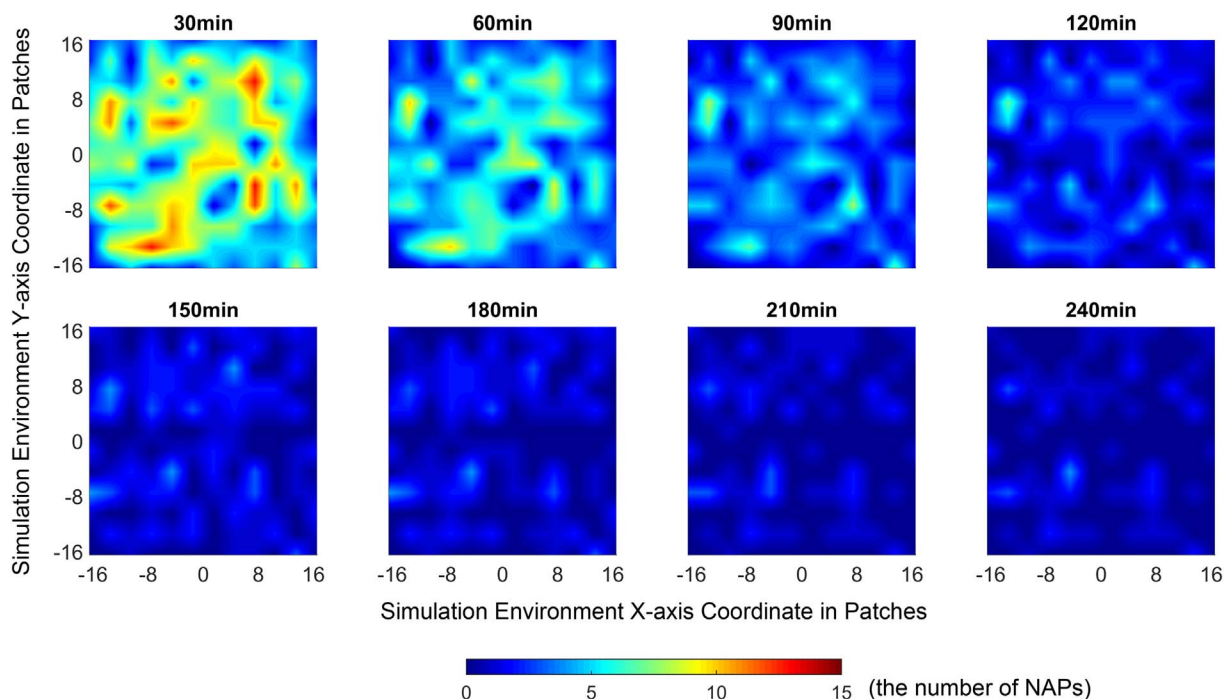 30min 60min 90min 120min
16
8
0
-8
-16
150min 180min 210min 240min
16
8
0
-8
-16
-16 -8 0 8 16 -16 -8 0 8 16 -16 -8 0 8 16 -16 -8 0 8 16
Simulation Environment Y-axis Coordinate in Patches
Simulation Environment X-axis Coordinate in Patches
0 5 10 15 (the number of NAPs)